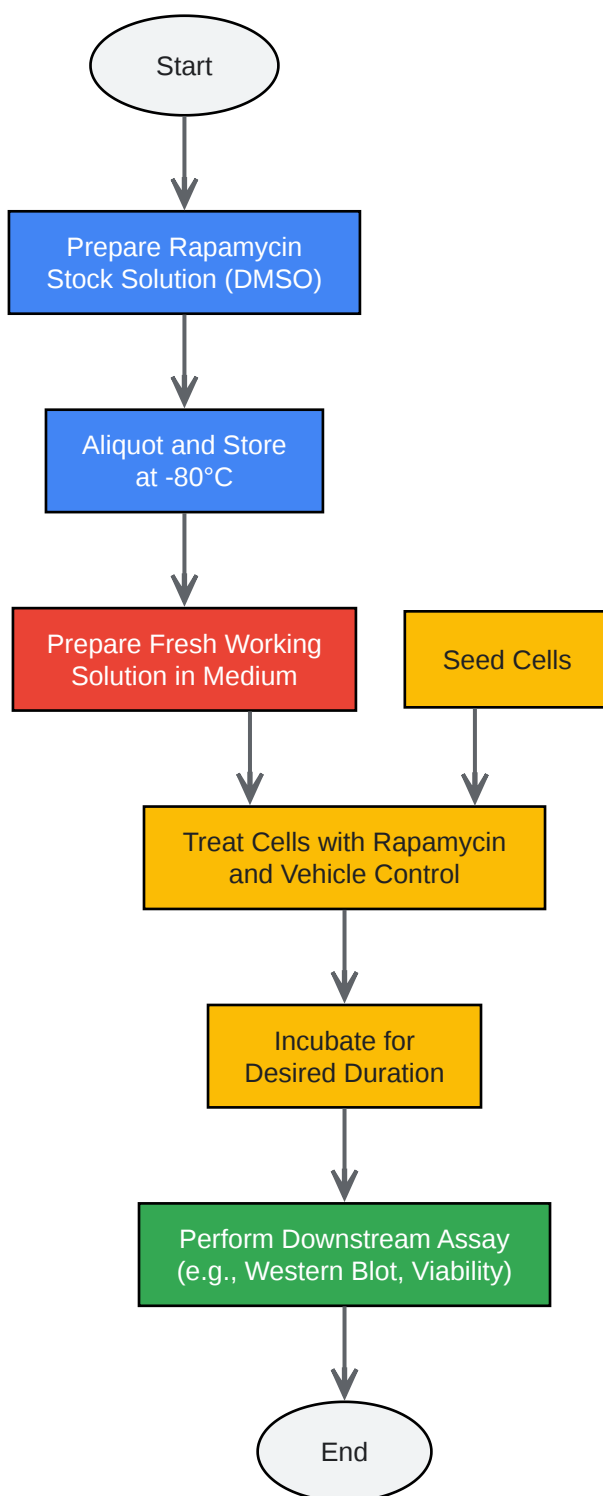 Start
Prepare Rapamycin
Stock Solution (DMSO)
Aliquot and Store
at -80°C
Prepare Fresh Working
Solution in Medium
Seed Cells
Treat Cells with Rapamycin
and Vehicle Control
Incubate for
Desired Duration
Perform Downstream Assay
(e.g., Western Blot, Viability)
End